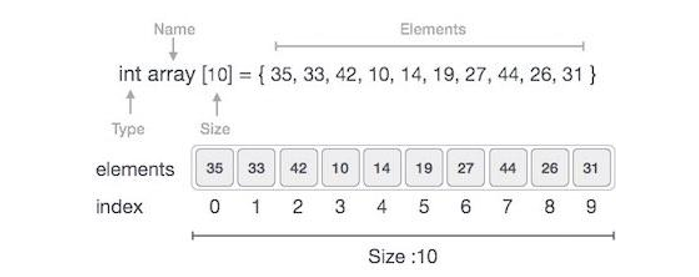 Name Elements
int array [10] = { 35, 33, 42, 10, 14, 19, 27, 44, 26, 31 }
Type Size
elements 35 33 42 10 14 19 27 44 26 31
index 0 1 2 3 4 5 6 7 8 9
Size :10